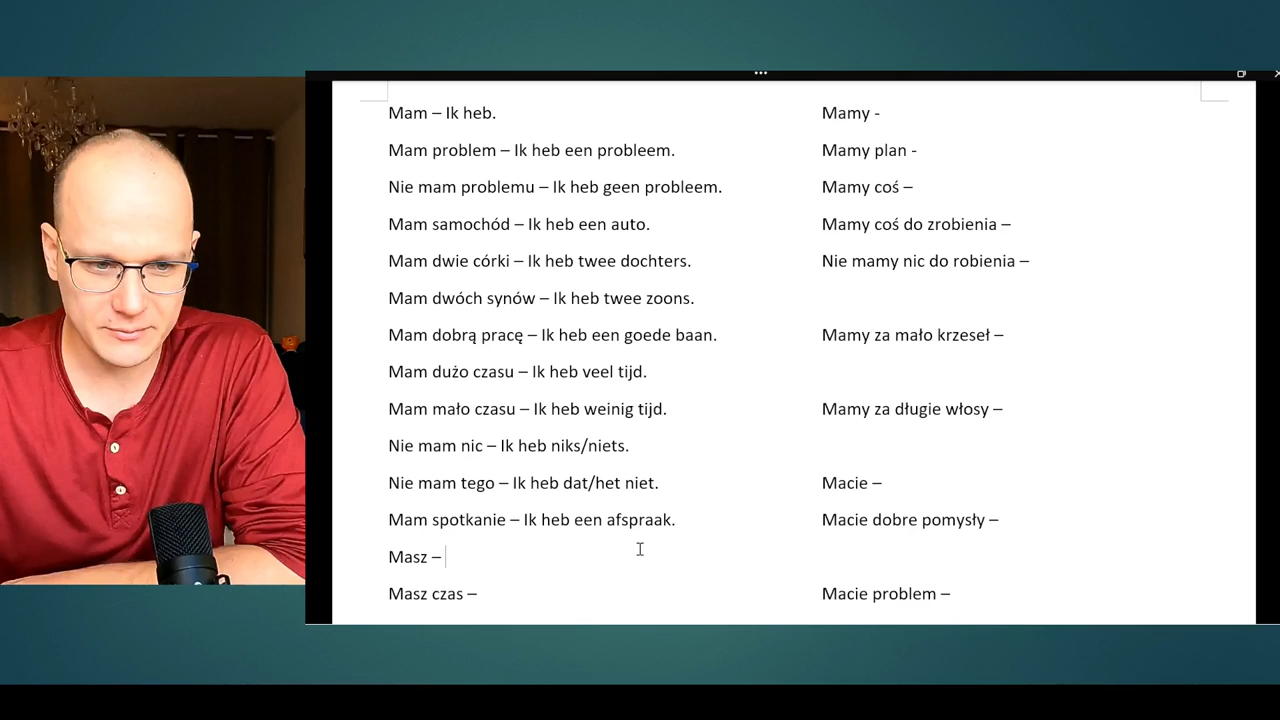 Mam – Ik heb.
Mam problem – Ik heb een probleem.
Nie mam problemu – Ik heb geen probleem.
Mam samochód – Ik heb een auto.
Mam dwie córki – Ik heb twee dochters.
Mam dwóch synów – Ik heb twee zoons.
Mam dobrą pracę – Ik heb een goede baan.
Mam dużo czasu – Ik heb veel tijd.
Mam mało czasu – Ik heb weinig tijd.
Nie mam nic – Ik heb niks/niets.
Nie mam tego – Ik heb dat/het niet.
Mam spotkanie – Ik heb een afspraak.
Masz –
Masz czas –
Mamy -
Mamy plan -
Mamy coś –
Mamy coś do zrobienia –
Nie mamy nic do robienia –
Mamy za mało krzeseł –
Mamy za długie włosy –
Macie –
Macie dobre pomysły –
Macie problem –